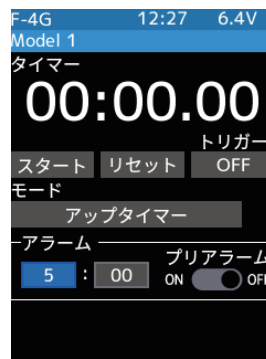 F-4G 12:27 6.4V
Model 1
タイマー
00:00.00
トリガー
スタート リセット OFF
モード
アップタイマー
アラーム
プリアラーム
5 : 00 ON OFF